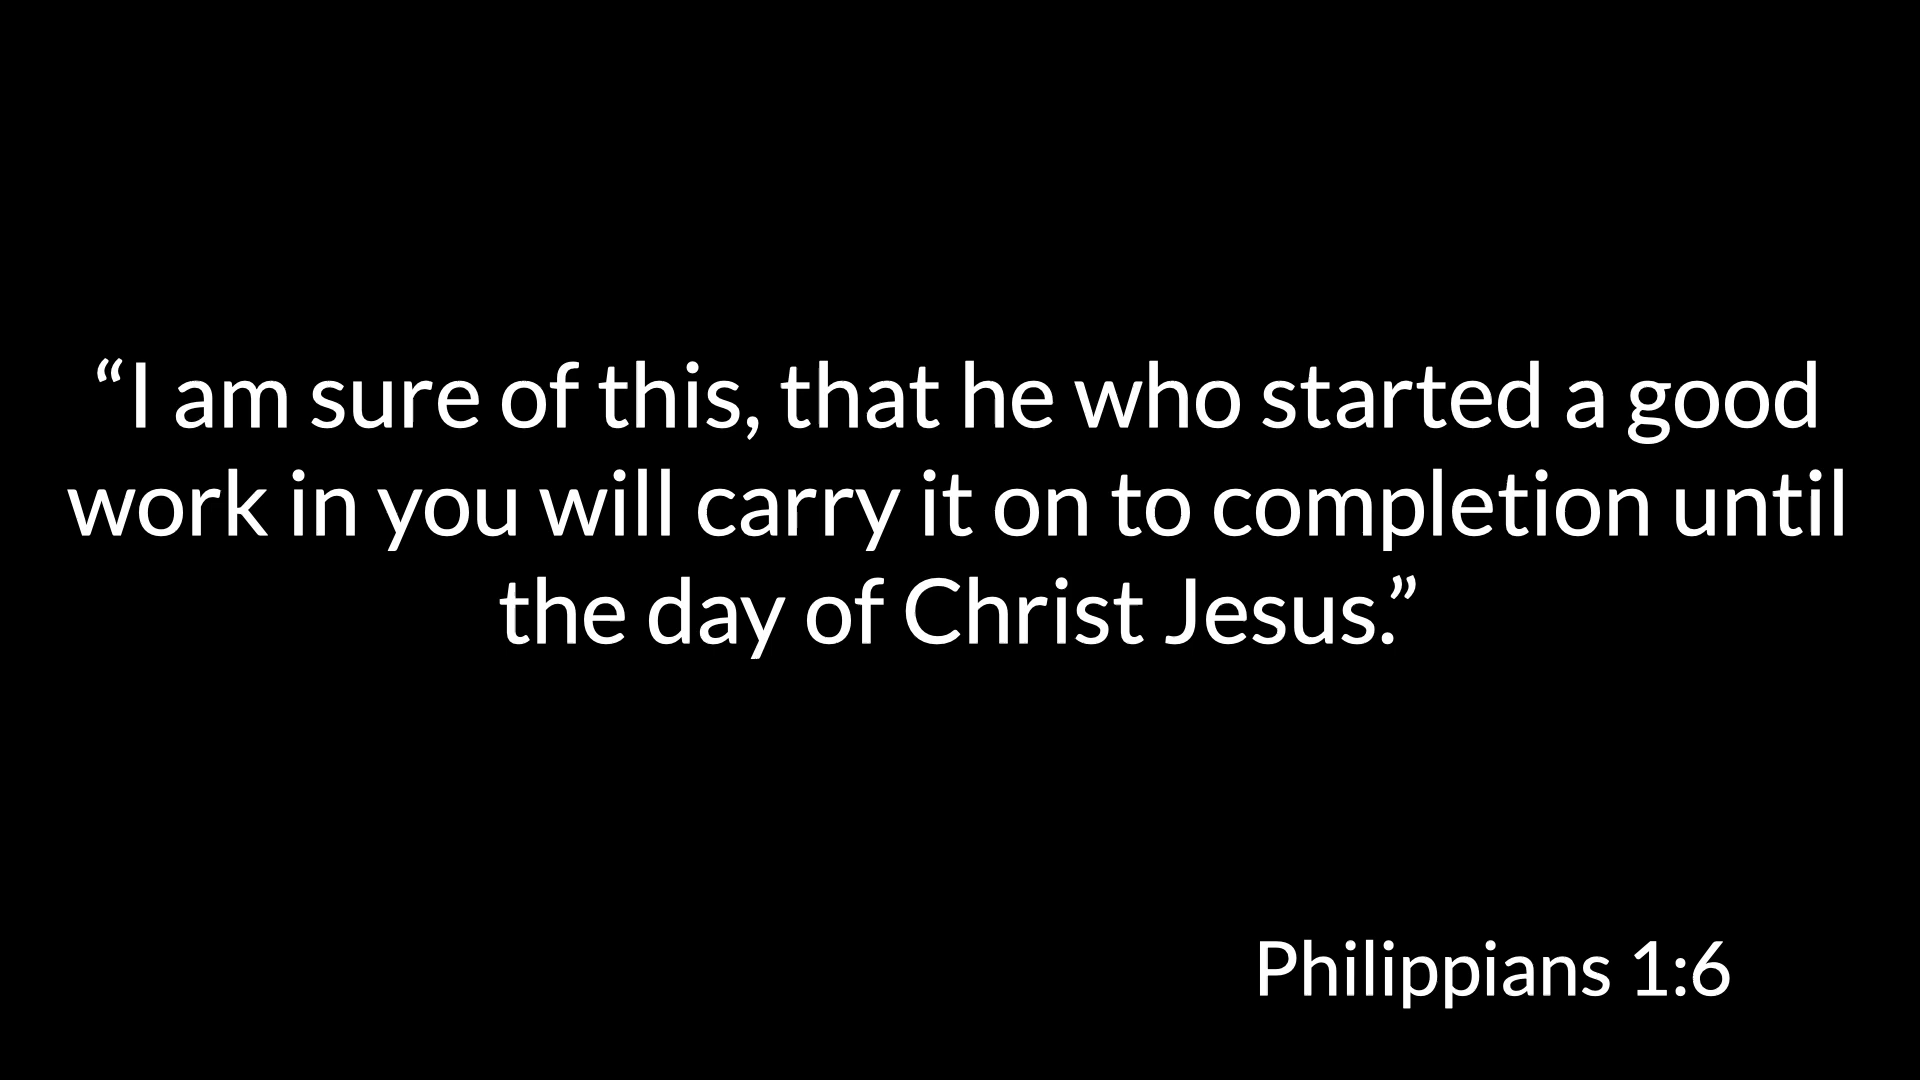 “I am sure of this, that he who started a good
work in you will carry it on to completion until
the day of Christ Jesus.”
Philippians 1:6